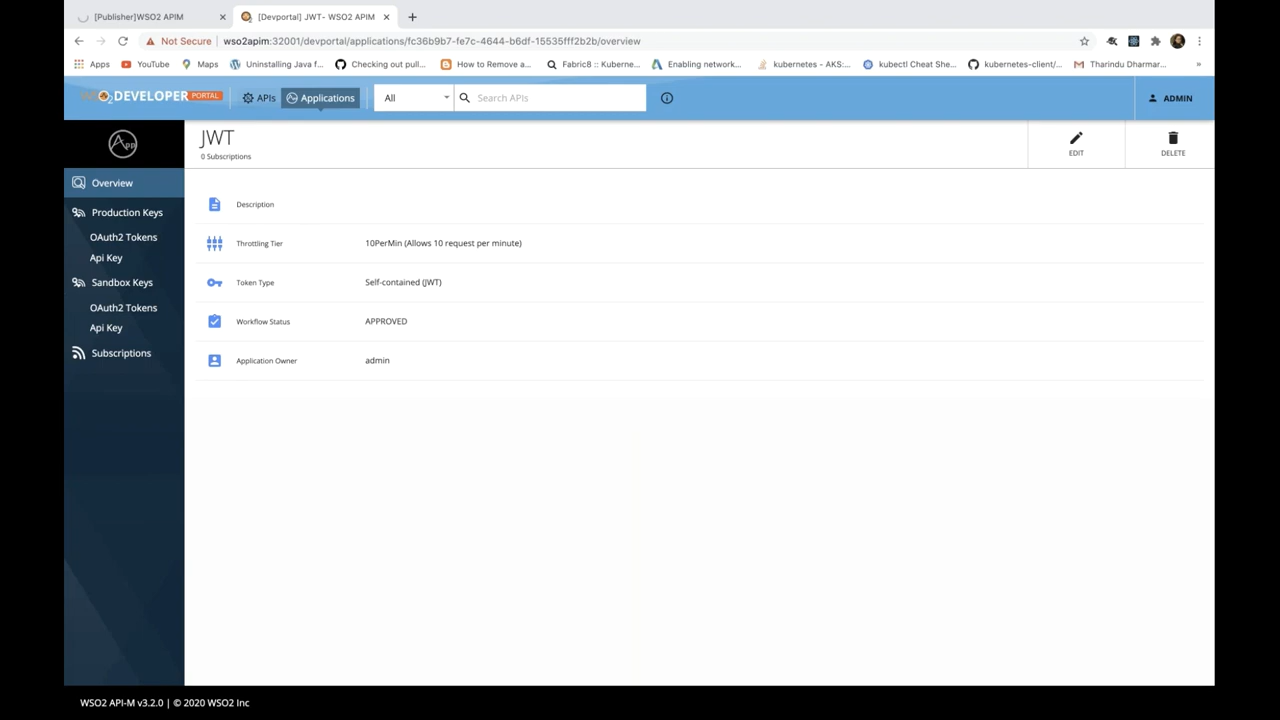 [Publisher]WSO2 APIM
[Devportal] JWT- WSO2 APIM
Not Secure
wso2apim:32001/devportal/applications/fc36b9b7-fe7c-4644-b6df-15535fff2b2b/overview
Apps
YouTube
Maps
Uninstalling Java f...
Checking out pull...
How to Remove a...
Fabric8 :: Kuberne...
Enabling network...
kubernetes - AKS:...
kubectl Cheat She...
kubernetes-client/...
Tharindu Dharmar...
»
DEVELOPER PORTAL
APIs
Applications
All
Search APIs
ADMIN
App
JWT
0 Subscriptions
EDIT
DELETE
Overview
Production Keys
OAuth2 Tokens
Api Key
Sandbox Keys
OAuth2 Tokens
Api Key
Subscriptions
Description
Throttling Tier
10PerMin (Allows 10 request per minute)
Token Type
Self-contained (JWT)
Workflow Status
APPROVED
Application Owner
admin
WSO2 API-M v3.2.0 | © 2020 WSO2 Inc